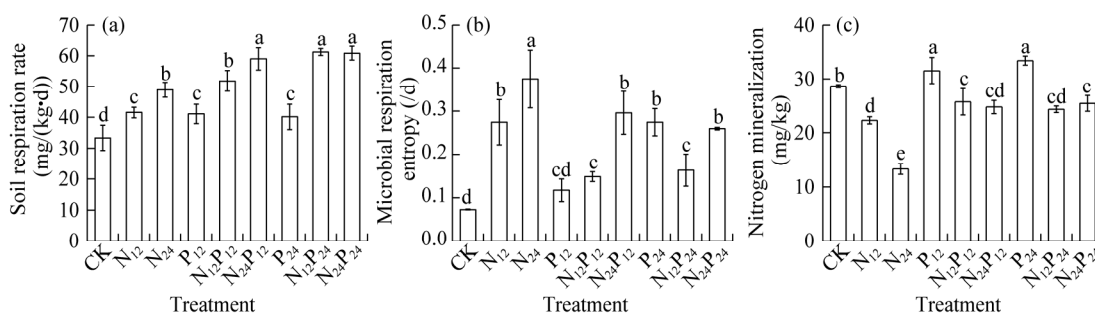 (a)
Soil respiration rate
(mg/(kg•d))
70
60
50
40
30
20
10
0
d
c
b
c
b
a
c
a
a
CK
N12
N24
P12
N12P12
N24P12
P24
N12P24
N24P24
Treatment
(b)
Microbial respiration
entropy (/d)
0.5
0.4
0.3
0.2
0.1
0.0
d
b
a
cd
c
b
b
c
b
CK
N12
N24
P12
N12P12
N24P12
P24
N12P24
N24P24
Treatment
(c)
Nitrogen mineralization
(mg/kg)
40
30
20
10
0
b
d
e
a
c
cd
a
cd
c
CK
N12
N24
P12
N12P12
N24P12
P24
N12P24
N24P24
Treatment